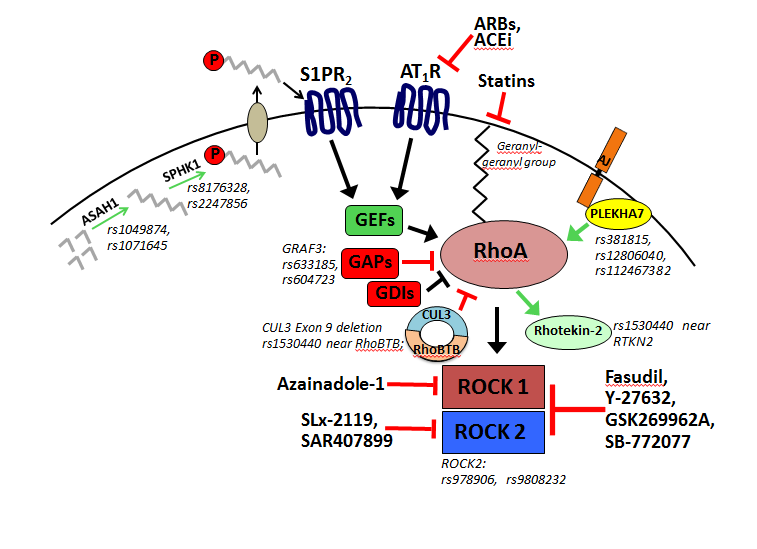 ARBs,
ACEi
P
S1PR2
AT1R
Statins
Geranyl-
geranyl group
AJ
P
SPHK1
rs8176328,
rs2247856
ASAH1
rs1049874,
rs1071645
PLEKHA7
rs381815,
rs12806040,
rs112467382
GEFs
RhoA
GRAF3:
rs633185,
rs604723
GAPs
GDIs
CUL3
RhoBTB
CUL3 Exon 9 deletion
rs1530440 near RhoBTB;
Rhotekin-2
rs1530440 near
RTKN2
Azainadole-1
ROCK 1
SLx-2119,
SAR407899
ROCK 2
Fasudil,
Y-27632,
GSK269962A,
SB-772077
ROCK2:
rs978906, rs9808232